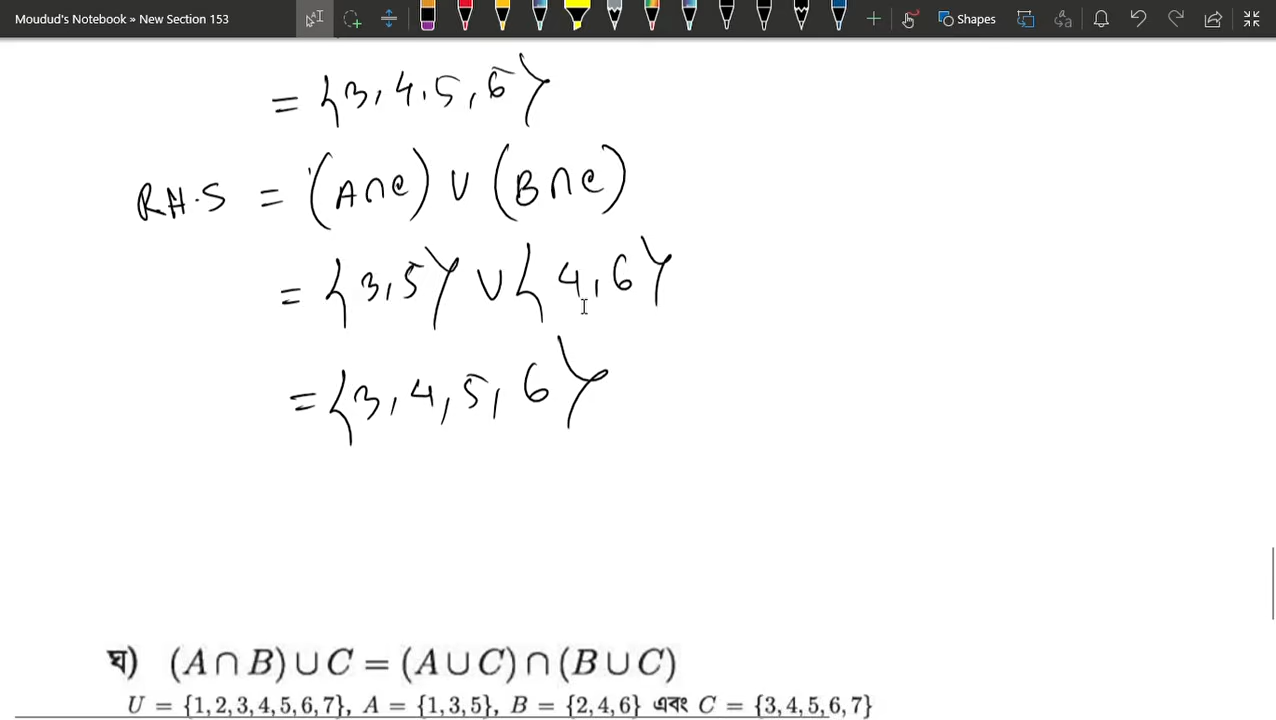 Moudud's Notebook » New Section 153
Shapes
= {3,4.5,6}
R.H.S = (A∩C) ∪ (B∩C)
= {3,5} ∪ {4,6}
= {3,4,5,6}
ঘ) (A ∩ B) ∪ C = (A ∪ C) ∩ (B ∪ C)
U = {1, 2, 3, 4, 5, 6, 7}, A = {1, 3, 5}, B = {2, 4, 6} এবং C = {3, 4, 5, 6, 7}